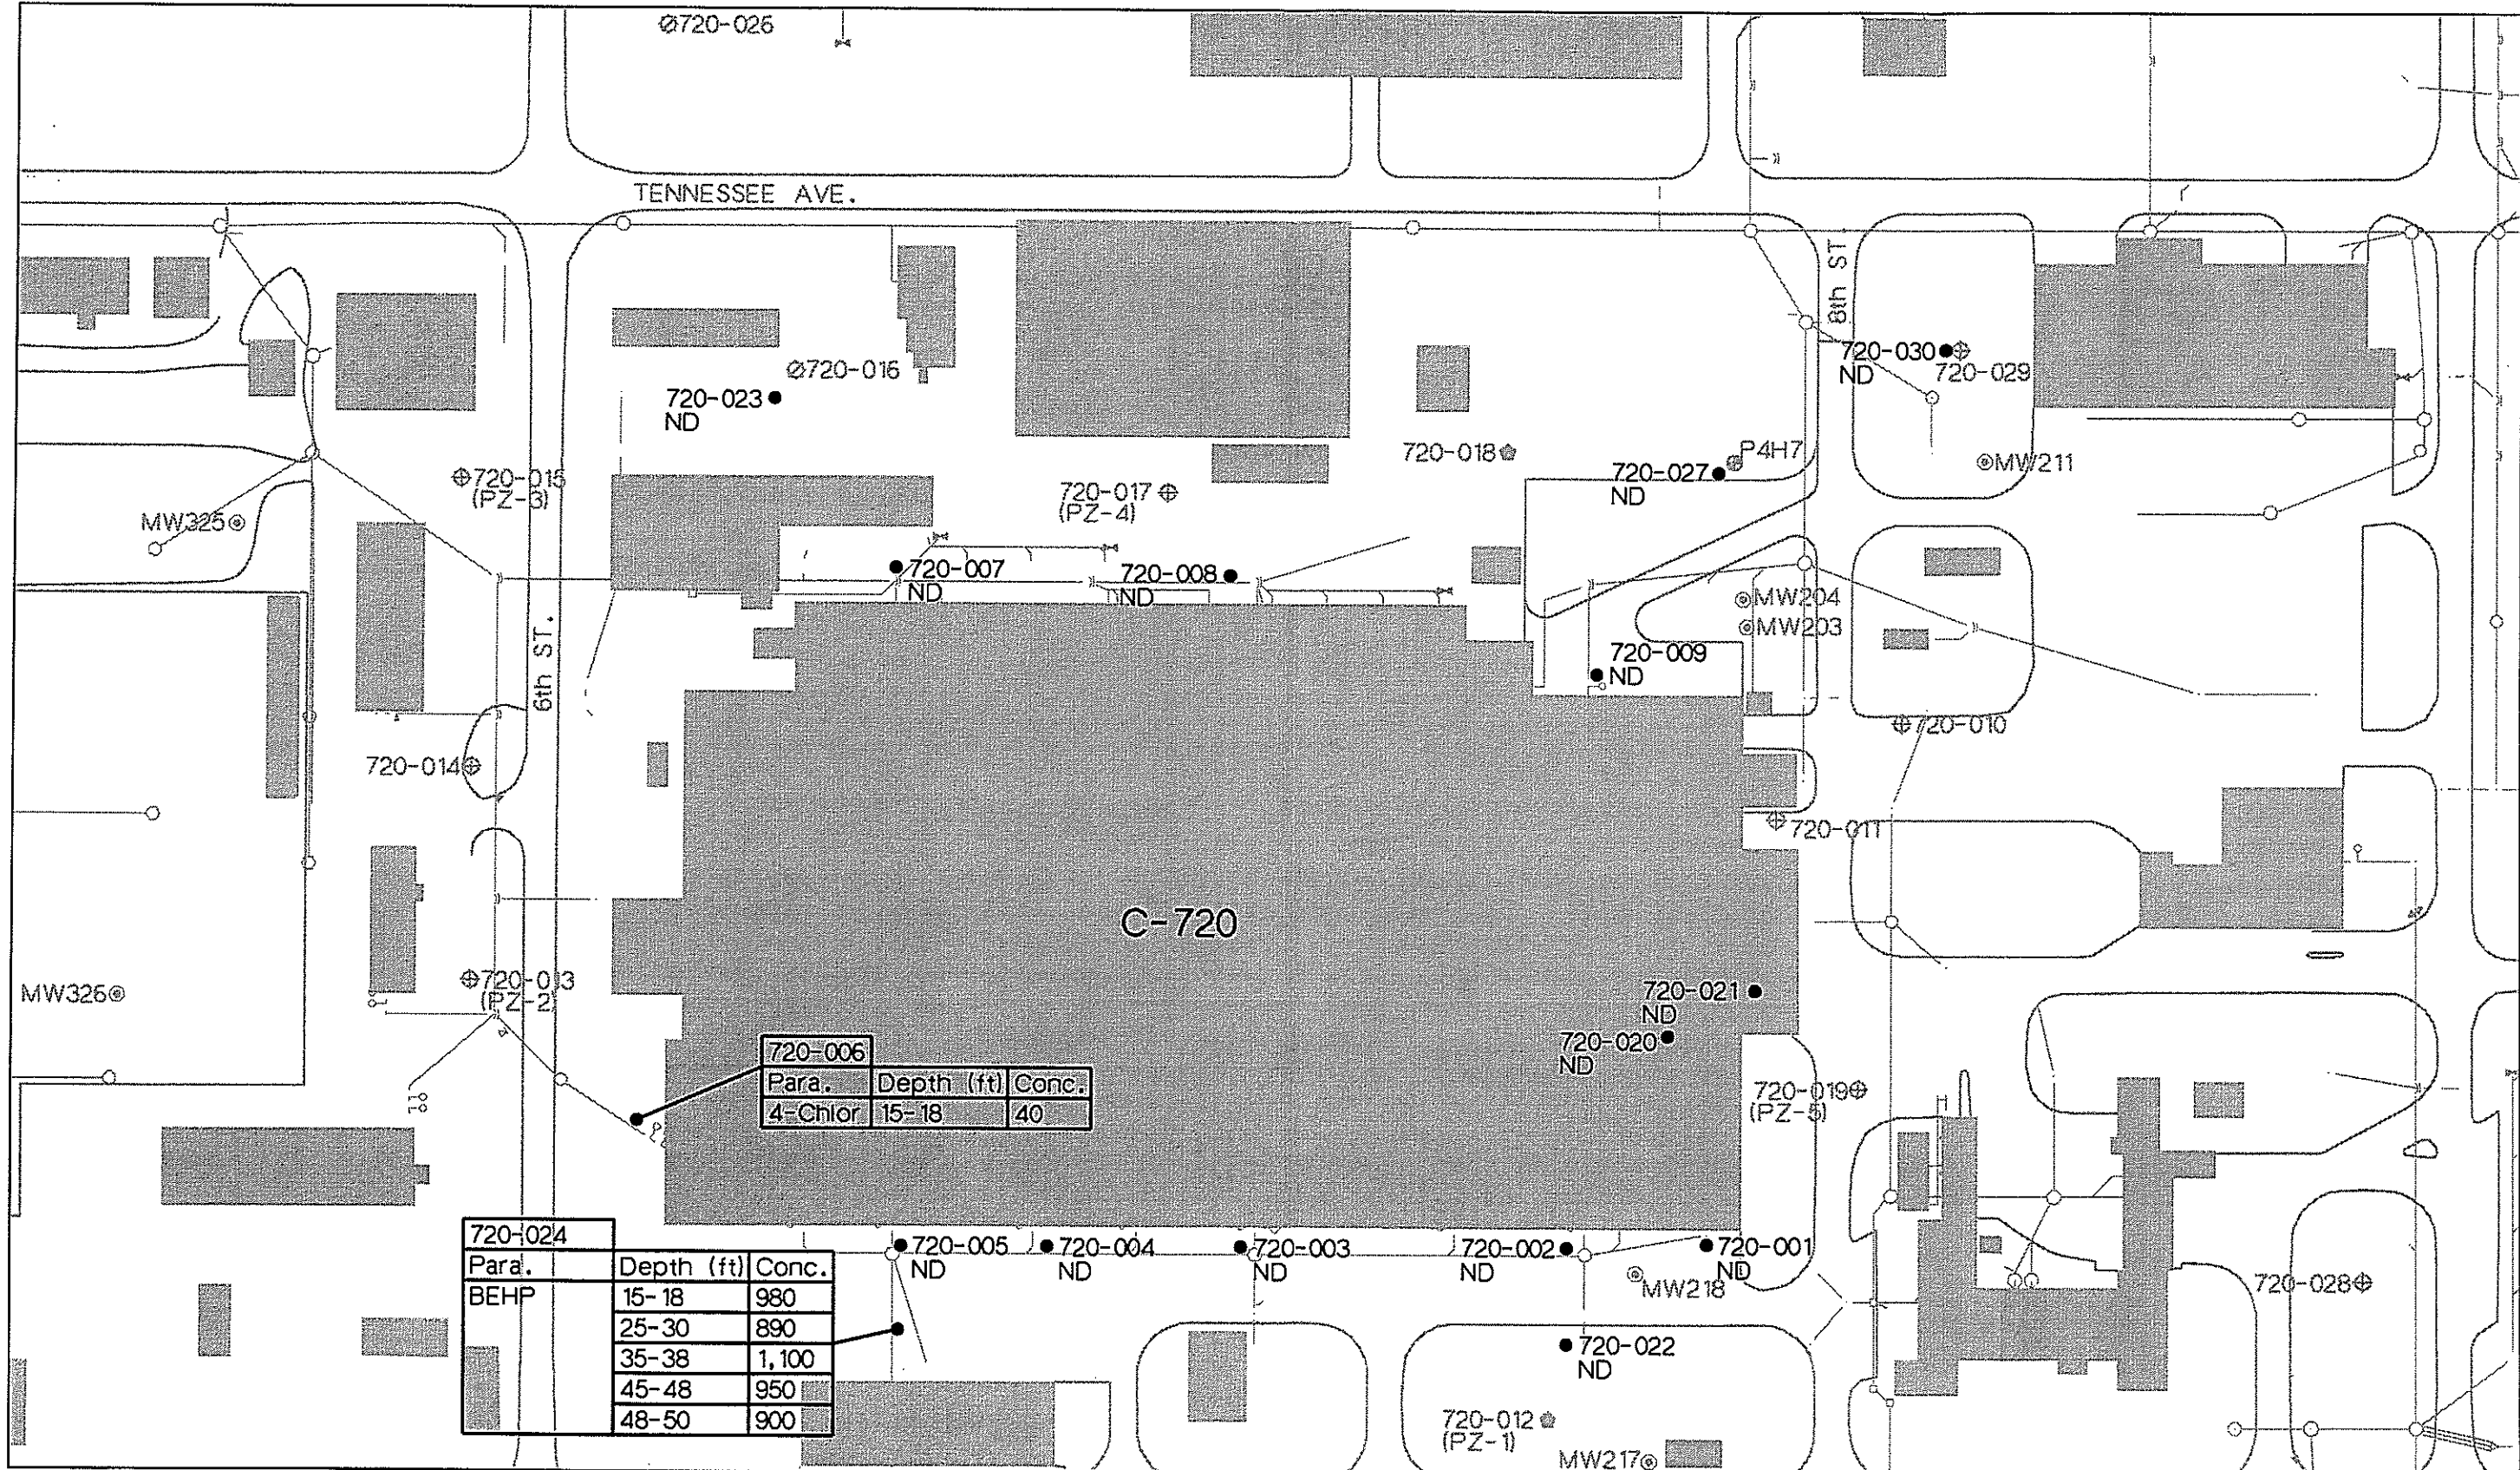 720-026
TENNESSEE AVE.
8th ST
720-030
ND
720-029
720-016
720-023
ND
720-018
P4H7
MW211
720-027
ND
720-015
(PZ-3)
720-017
(PZ-4)
MW325
720-007
ND
720-008
ND
MW204
MW203
6th ST.
720-009
ND
720-010
720-014
720-011
C-720
720-013
(PZ-2)
MW326
720-021
ND
720-020
ND
720-006
Para. Depth (ft) Conc.
4-Chlor 15-18 40
720-019
(PZ-5)
720-024
Para. Depth (ft) Conc.
BEHP 15-18 980
25-30 890
35-38 1,100
45-48 950
48-50 900
720-005
ND
720-004
ND
720-003
ND
720-002
ND
720-001
ND
MW218
720-028
720-022
ND
720-012
(PZ-1)
MW217